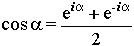 cos α = (e^{iα} + e^{-iα}) / 2